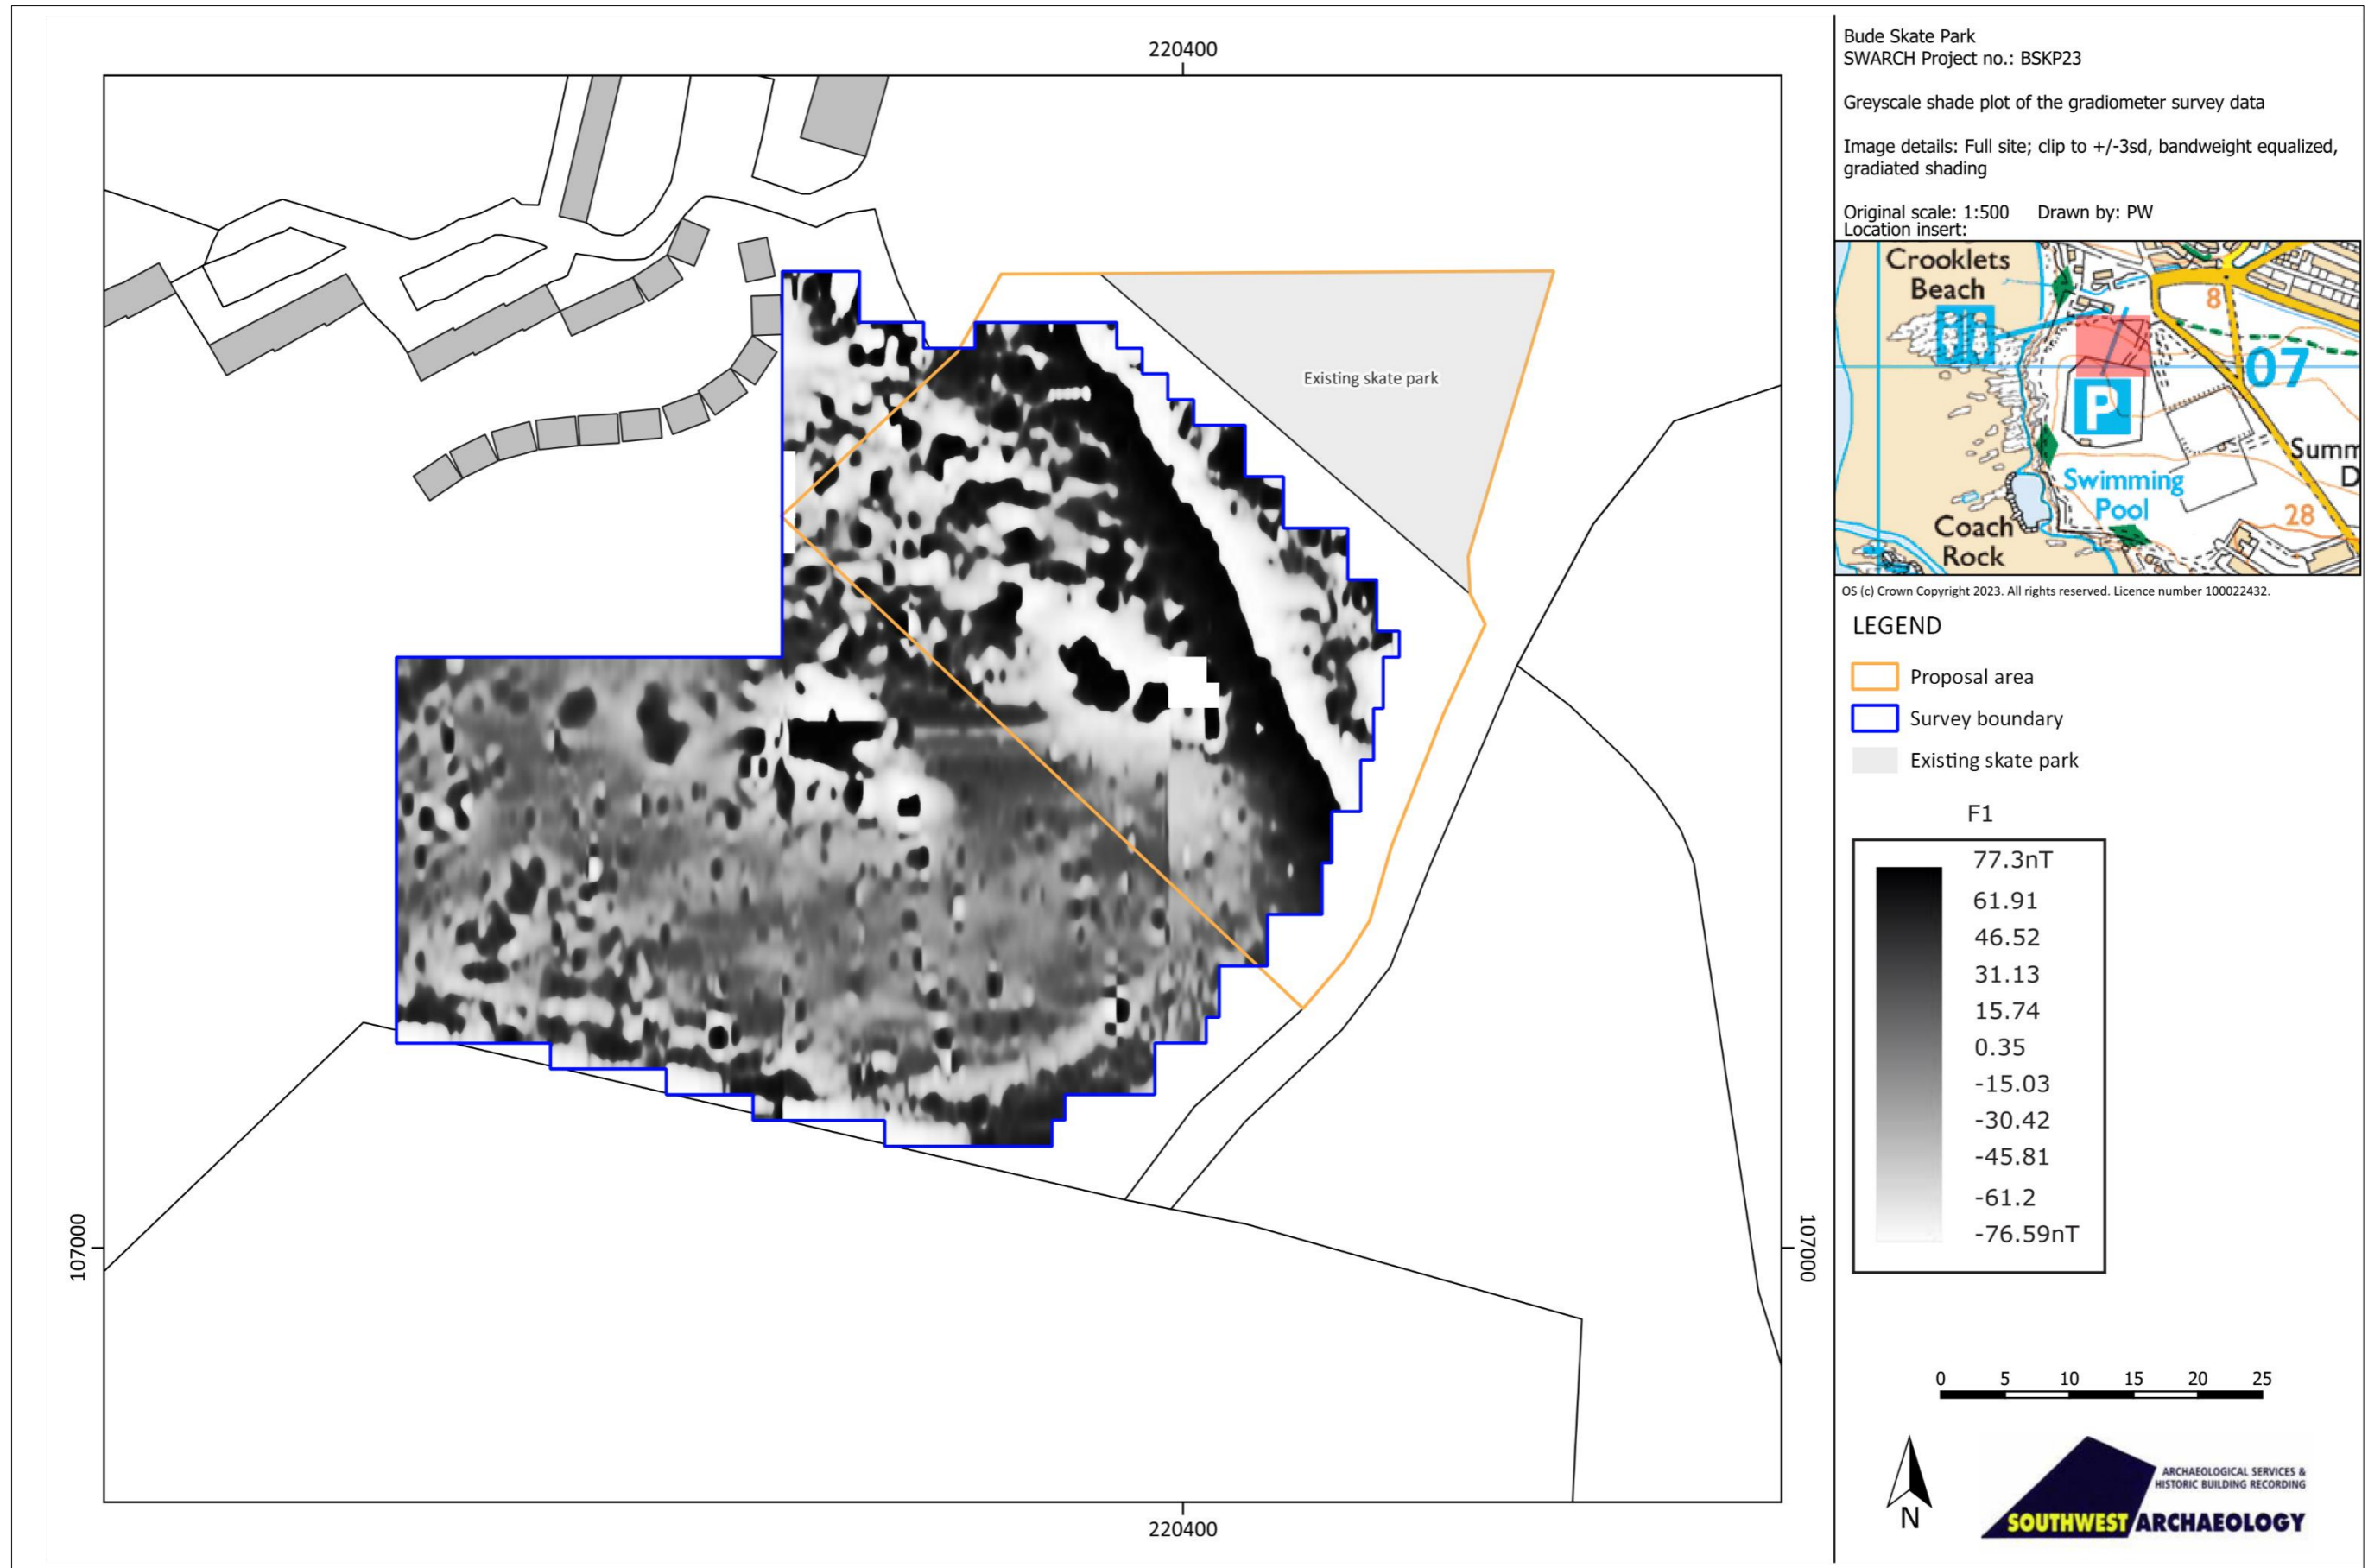 220400
107000
Existing skate park
107000
220400
Bude Skate Park
SWARCH Project no.: BSKP23
Greyscale shade plot of the gradiometer survey data
Image details: Full site; clip to +/-3sd, bandweight equalized,
gradiated shading
Original scale: 1:500 Drawn by: PW
Location insert:
Crooklets
Beach
8
07
P
Summ
D
Swimming
Pool
28
Coach
Rock
OS (c) Crown Copyright 2023. All rights reserved. Licence number 100022432.
LEGEND
Proposal area
Survey boundary
Existing skate park
F1
77.3nT
61.91
46.52
31.13
15.74
0.35
-15.03
-30.42
-45.81
-61.2
-76.59nT
0 5 10 15 20 25
N
ARCHAEOLOGICAL SERVICES &
HISTORIC BUILDING RECORDING
SOUTHWEST ARCHAEOLOGY